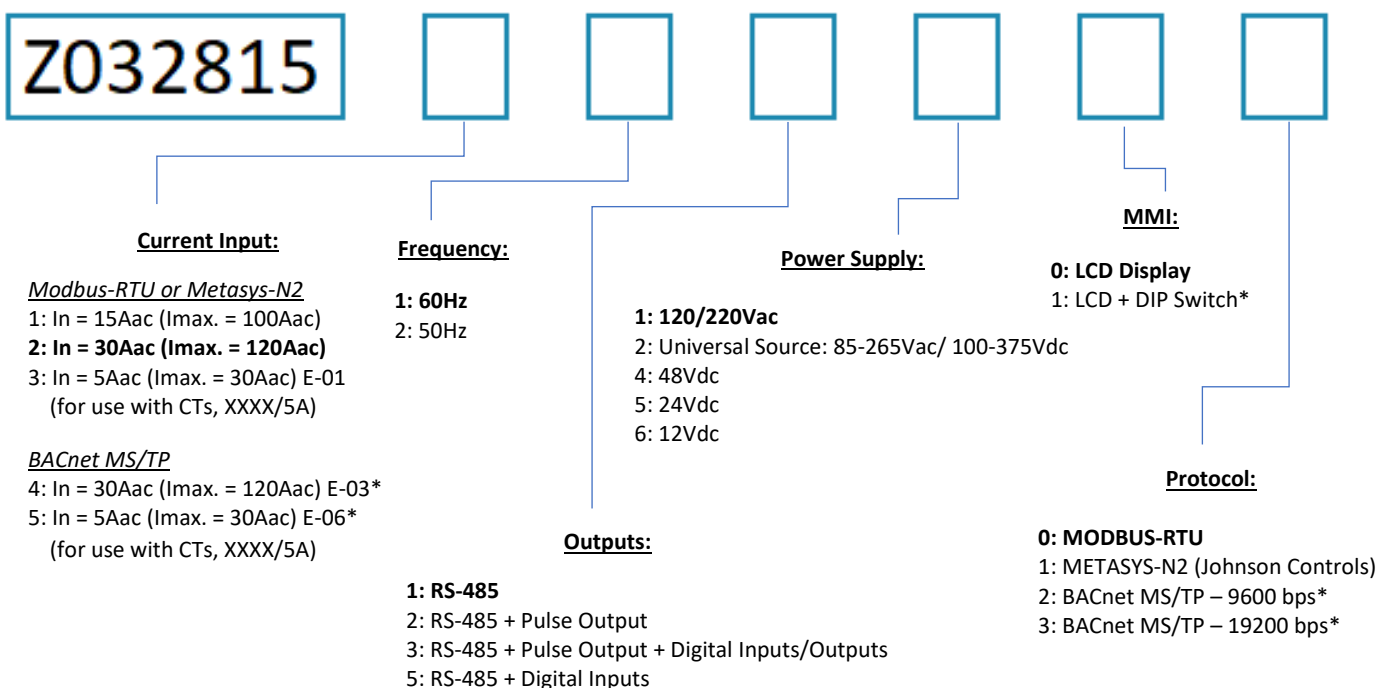 Z032815
Current Input:
Modbus-RTU or Metasys-N2
1: In = 15Aac (Imax. = 100Aac)
2: In = 30Aac (Imax. = 120Aac)
3: In = 5Aac (Imax. = 30Aac) E-01
(for use with CTs, XXXX/5A)
BACnet MS/TP
4: In = 30Aac (Imax. = 120Aac) E-03*
5: In = 5Aac (Imax. = 30Aac) E-06*
(for use with CTs, XXXX/5A)
Frequency:
1: 60Hz
2: 50Hz
Outputs:
1: RS-485
2: RS-485 + Pulse Output
3: RS-485 + Pulse Output + Digital Inputs/Outputs
5: RS-485 + Digital Inputs
Power Supply:
1: 120/220Vac
2: Universal Source: 85-265Vac/ 100-375Vdc
4: 48Vdc
5: 24Vdc
6: 12Vdc
MMI:
0: LCD Display
1: LCD + DIP Switch*
Protocol:
0: MODBUS-RTU
1: METASYS-N2 (Johnson Controls)
2: BACnet MS/TP – 9600 bps*
3: BACnet MS/TP – 19200 bps*